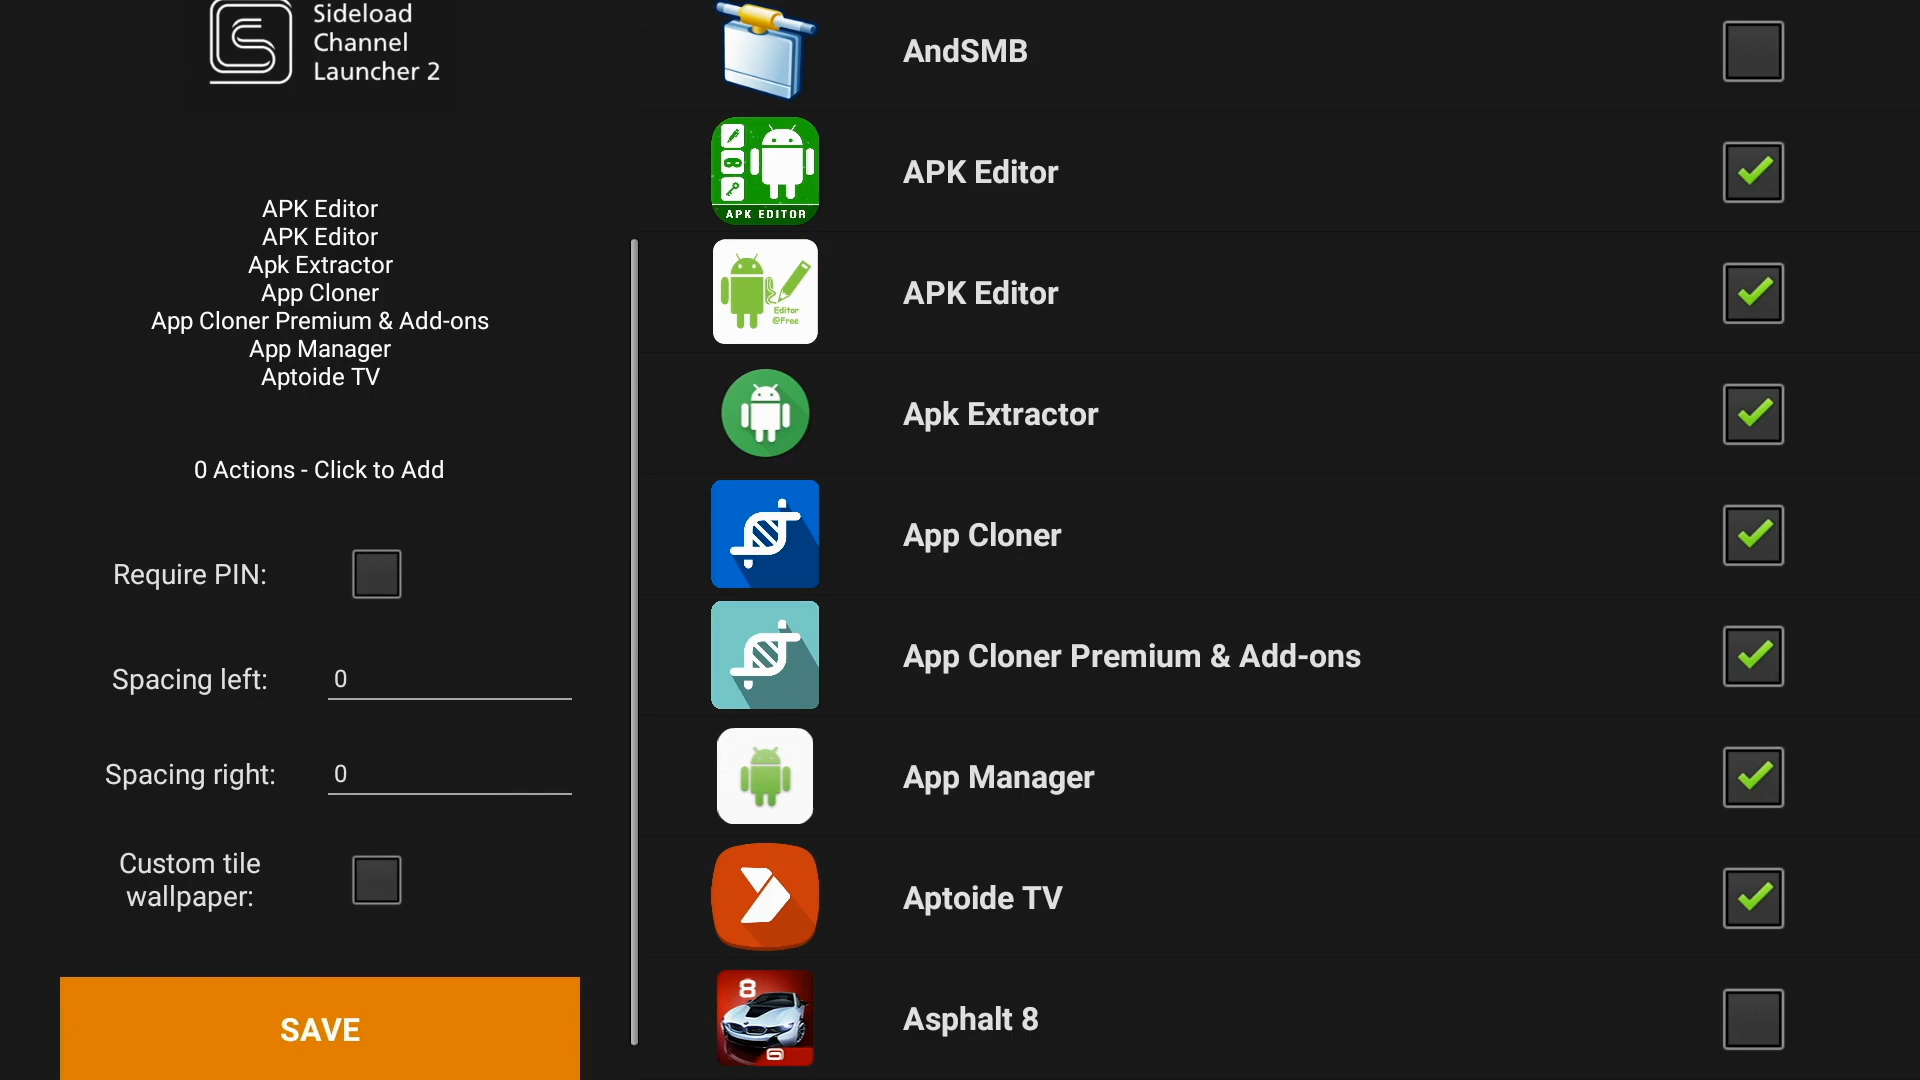 Sideload
Channel
Launcher 2
APK Editor
APK Editor
Apk Extractor
App Cloner
App Cloner Premium & Add-ons
App Manager
Aptoide TV
0 Actions - Click to Add
Require PIN:
Spacing left:
0
Spacing right:
0
Custom tile
wallpaper:
SAVE
AndSMB
APK EDITOR
APK Editor
Editor
@Free
APK Editor
Apk Extractor
App Cloner
App Cloner Premium & Add-ons
App Manager
Aptoide TV
8
Asphalt 8